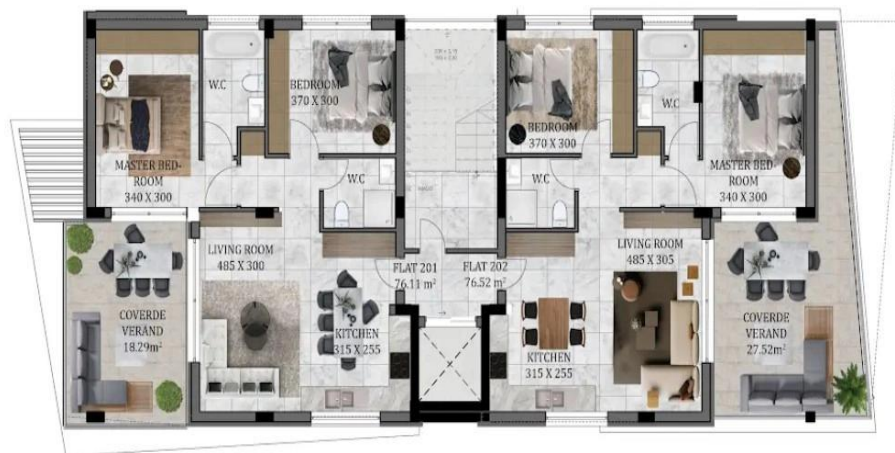 W.C
BEDROOM
370 X 300
MASTER BED-
ROOM
340 X 300
W.C
LIVING ROOM
485 X 300
KITCHEN
315 X 255
COVERDE
VERAND
18.29m²
FLAT 201
76.11 m²
FLAT 202
76.52 m²
BEDROOM
370 X 300
W.C
MASTER BED-
ROOM
340 X 300
W.C
LIVING ROOM
485 X 305
KITCHEN
315 X 255
COVERDE
VERAND
27.52m²